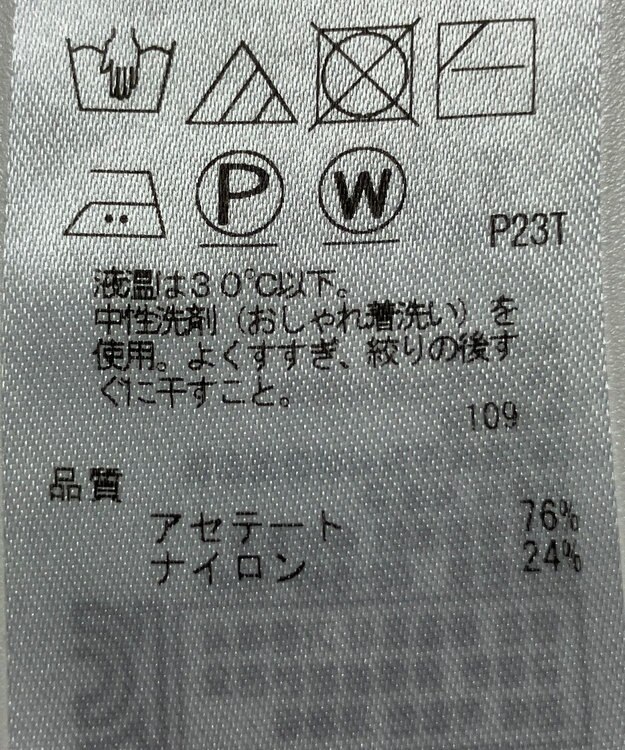 P W P23T
液温は30℃以下。
中性洗剤（おしゃれ着洗い）を
使用。よくすすぎ、絞りの後す
ぐに干すこと。
109
品質
アセテート 76%
ナイロン 24%